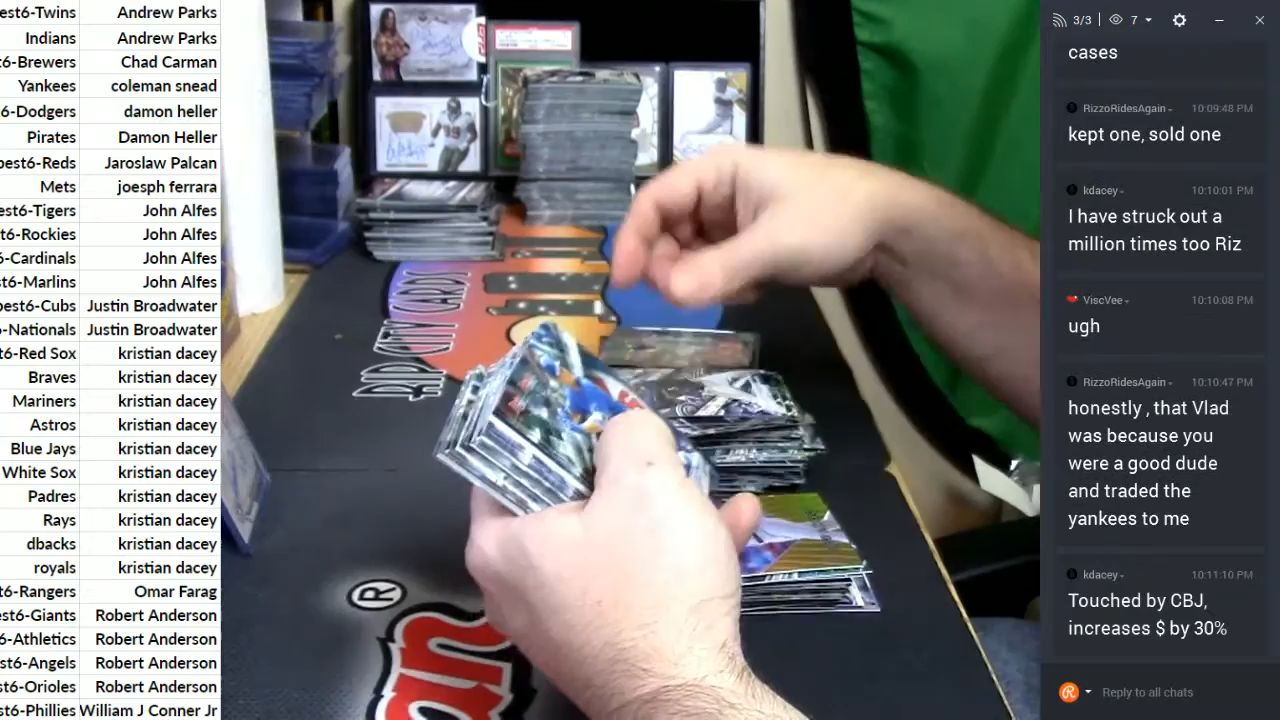 est6-Twins Andrew Parks
Indians Andrew Parks
6-Brewers Chad Carman
Yankees coleman snead
6-Dodgers damon heller
Pirates Damon Heller
best6-Reds Jaroslaw Palcan
Mets joesph ferrara
est6-Tigers John Alfes
t6-Rockies John Alfes
6-Cardinals John Alfes
t6-Marlins John Alfes
pest6-Cubs Justin Broadwater
6-Nationals Justin Broadwater
t6-Red Sox kristian dacey
Braves kristian dacey
Mariners kristian dacey
Astros kristian dacey
Blue Jays kristian dacey
White Sox kristian dacey
Padres kristian dacey
Rays kristian dacey
dbacks kristian dacey
royals kristian dacey
t6-Rangers Omar Farag
est6-Giants Robert Anderson
6-Athletics Robert Anderson
est6-Angels Robert Anderson
st6-Orioles Robert Anderson
st6-Phillies William J Conner Jr
RIP CITY CARDS
®
an
3/3 7
cases
RizzoRidesAgain 10:09:48 PM
kept one, sold one
kdacey 10:10:01 PM
I have struck out a
million times too Riz
ViscVee 10:10:08 PM
ugh
RizzoRidesAgain 10:10:47 PM
honestly , that Vlad
was because you
were a good dude
and traded the
yankees to me
kdacey 10:11:10 PM
Touched by CBJ,
increases $ by 30%
Reply to all chats